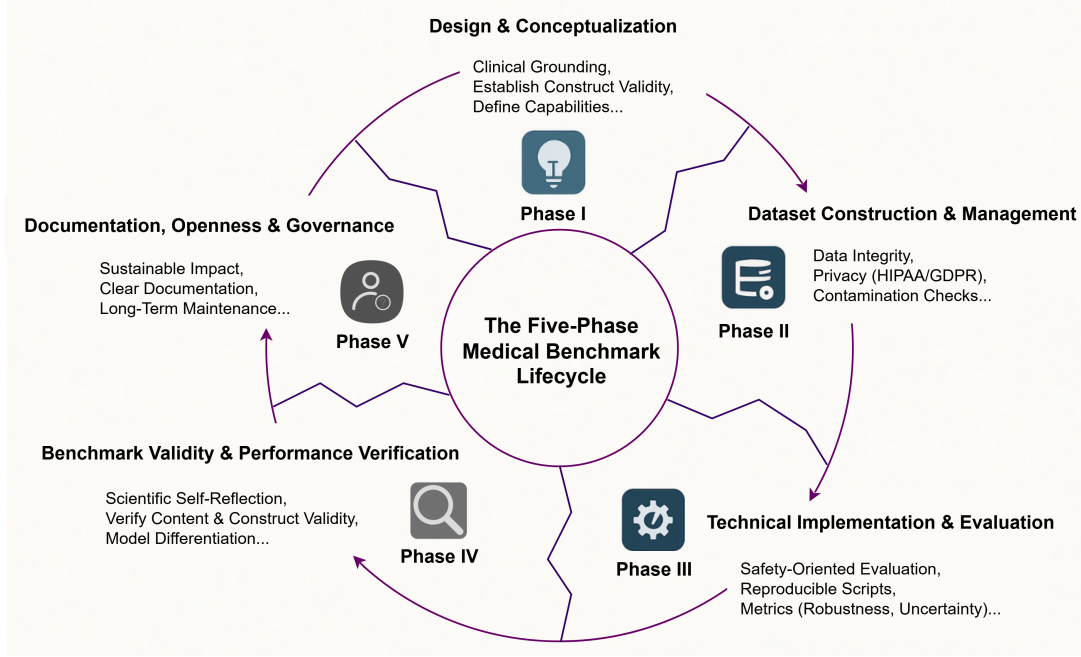 Design & Conceptualization
Clinical Grounding,
Establish Construct Validity,
Define Capabilities...
Phase I
Dataset Construction & Management
Data Integrity,
Privacy (HIPAA/GDPR),
Contamination Checks...
Phase II
Technical Implementation & Evaluation
Safety-Oriented Evaluation,
Reproducible Scripts,
Metrics (Robustness, Uncertainty)...
Phase III
Benchmark Validity & Performance Verification
Scientific Self-Reflection,
Verify Content & Construct Validity,
Model Differentiation...
Phase IV
Documentation, Openness & Governance
Sustainable Impact,
Clear Documentation,
Long-Term Maintenance...
Phase V
The Five-Phase
Medical Benchmark
Lifecycle